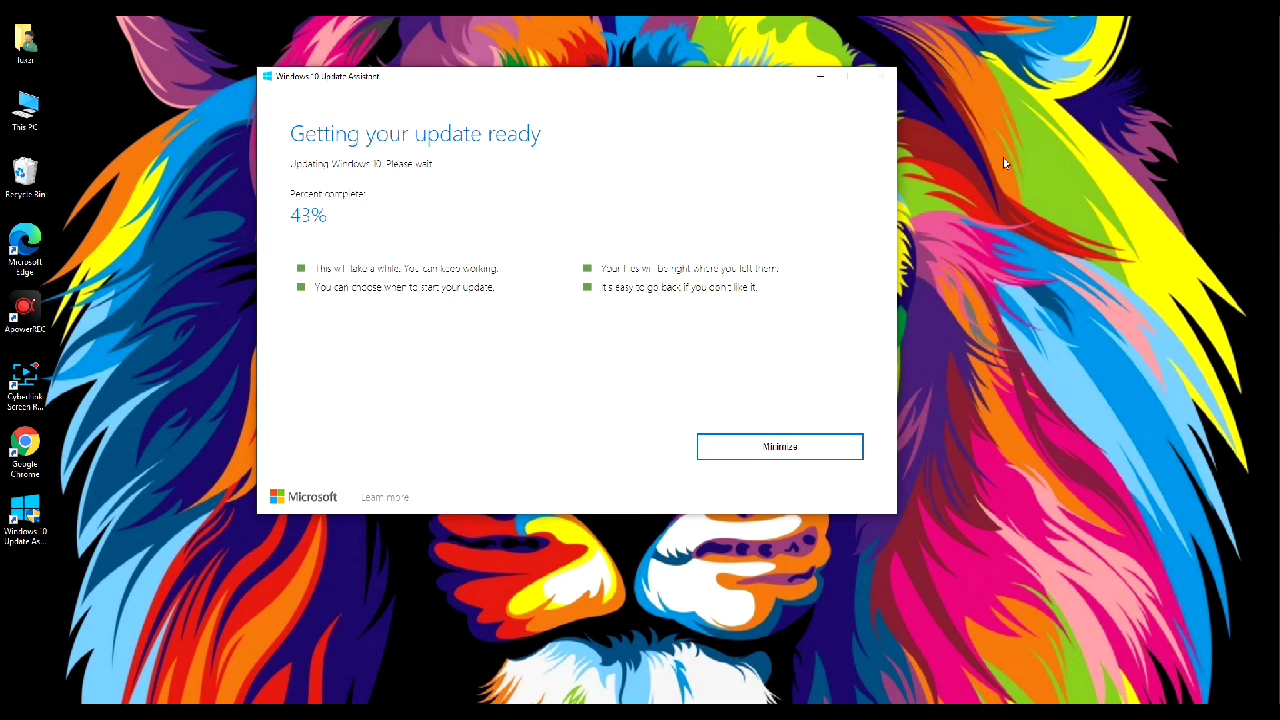 Windows 10 Update Assistant
Getting your update ready
Updating Windows 10. Please wait
Percent complete:
43%
This will take a while. You can keep working.
Your files will be right where you left them.
You can choose when to start your update.
It's easy to go back if you don't like it.
Minimize
Microsoft
Learn more
This PC
Recycle Bin
Microsoft
Edge
ApowerREC
CyberLink
Screen R...
Google
Chrome
Windows 10
Update As...